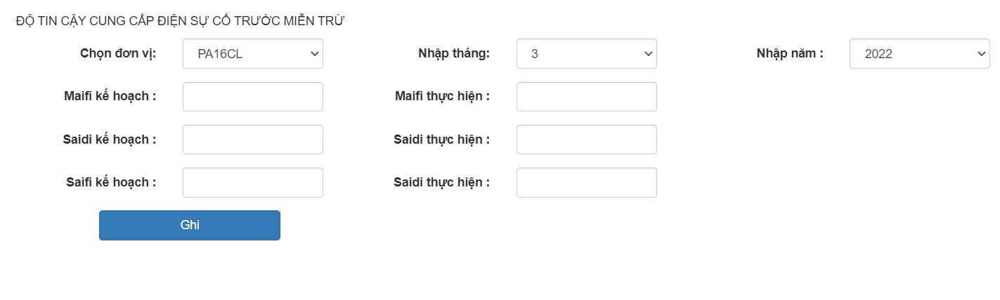 ĐỘ TIN CẬY CUNG CẤP ĐIỆN SỰ CỐ TRƯỚC MIỄN TRỪ
Chọn đơn vị: PA16CL Nhập tháng: 3 Nhập năm : 2022
Maifi kế hoạch : Maifi thực hiện :
Saidi kế hoạch : Saidi thực hiện :
Saifi kế hoạch : Saidi thực hiện :
Ghi